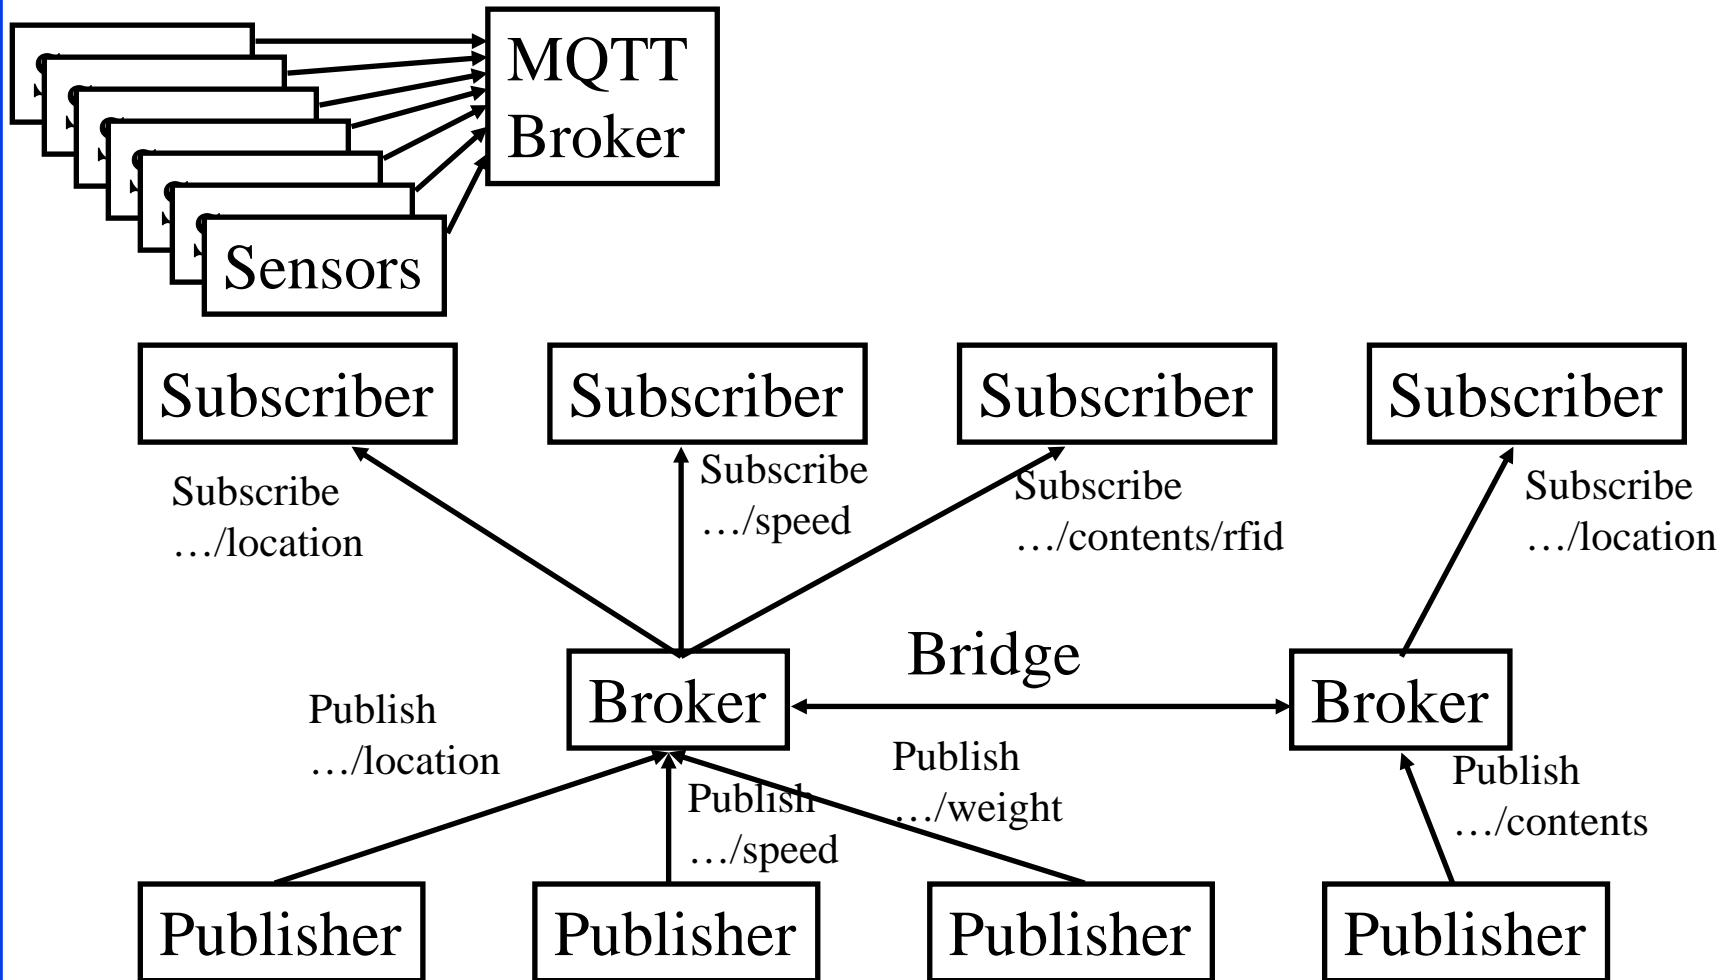 MQTT
Broker
Sensors
Subscriber
Subscriber
Subscriber
Subscriber
Subscribe
…/location
Subscribe
…/speed
Subscribe
…/contents/rfid
Subscribe
…/location
Bridge
Broker
Broker
Publish
…/location
Publish
…/speed
Publish
…/weight
Publish
…/contents
Publisher
Publisher
Publisher
Publisher